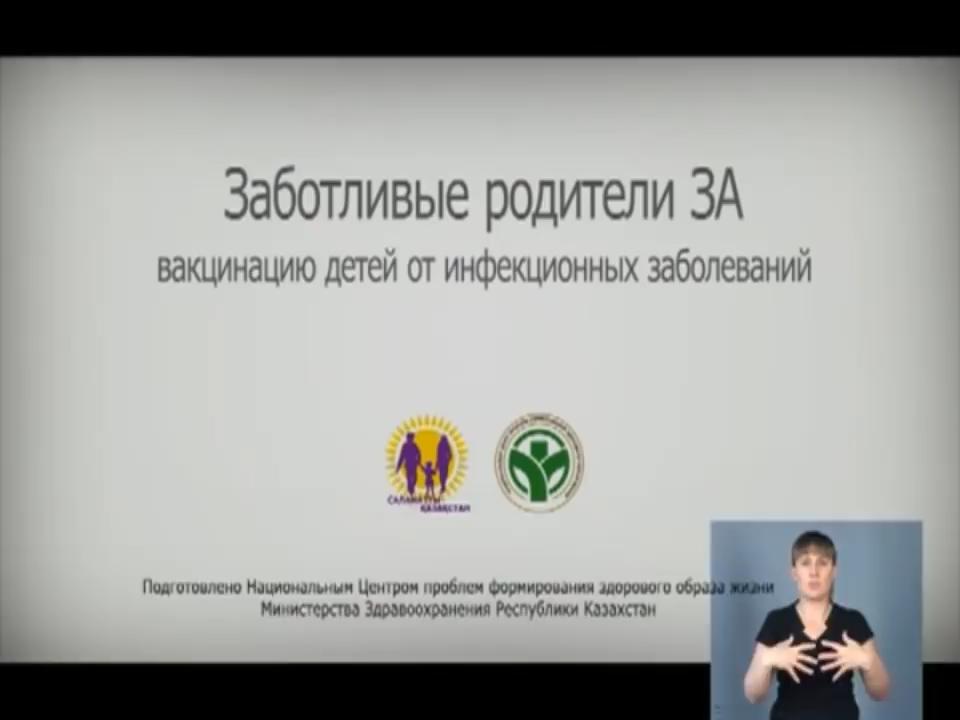 Заботливые родители ЗА
вакцинацию детей от инфекционных заболеваний
САЛАМАТТЫ
ҚАЗАҚСТАН
Подготовлено Национальным Центром проблем формирования здорового образа жизни
Министерства Здравоохранения Республики Казахстан